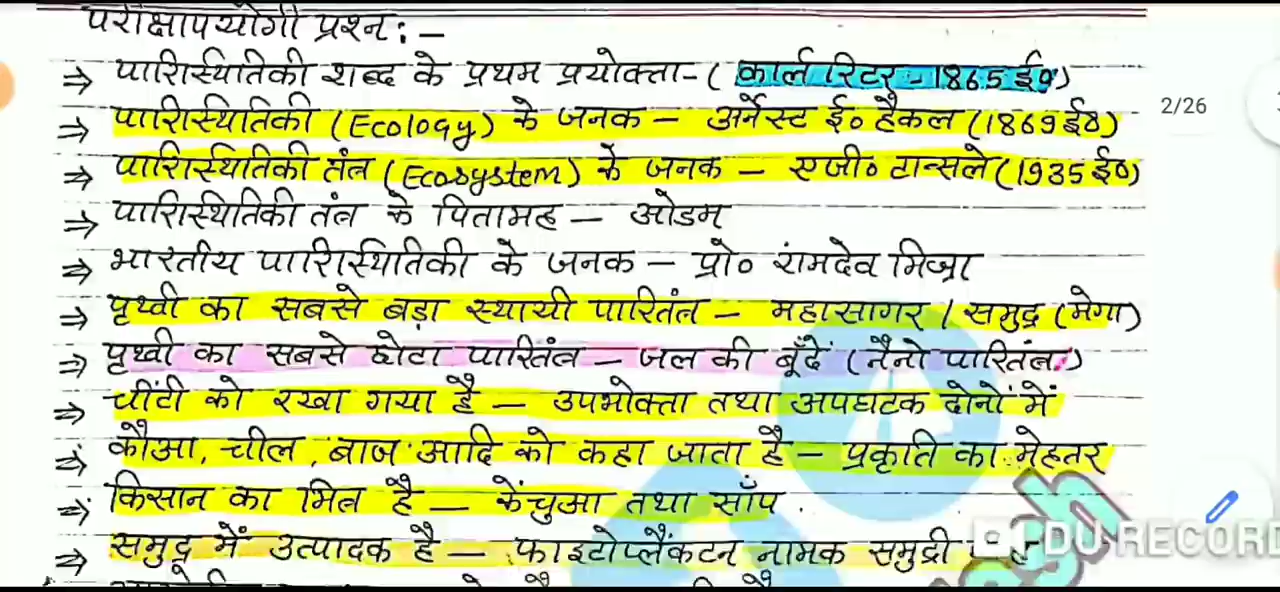 परीक्षापयोगी प्रश्न:-
⇒ पारिस्थितिकी शब्द के प्रथम प्रयोक्ता - ( कार्ल रिटर - 1865 ई०)
⇒ पारिस्थितिकी (Ecology) के जनक - अर्नेस्ट ई० हैकल (1869 ई०)
⇒ पारिस्थितिकी तंत्र (Ecosystem) के जनक - ए०जी० टान्सले (1935 ई०)
⇒ पारिस्थितिकी तंत्र के पितामह - ओडम
⇒ भारतीय पारिस्थितिकी के जनक - प्रो० रामदेव मिश्रा
⇒ पृथ्वी का सबसे बड़ा स्थायी पारितंत्र - महासागर / समुद्र (मेगा)
⇒ पृथ्वी का सबसे छोटा पारितंत्र - जल की बूँदें (नैनो पारितंत्र)
⇒ चींटी को रखा गया है - उपभोक्ता तथा अपघटक दोनों में
⇒ कौआ, चील, बाज आदि को कहा जाता है - प्रकृति का मेहतर
⇒ किसान का मित्र है - केंचुआ तथा साँप .
⇒ समुद्र में उत्पादक है - फाइटोप्लैंकटन नामक समुद्री
2/26
DU RECORD